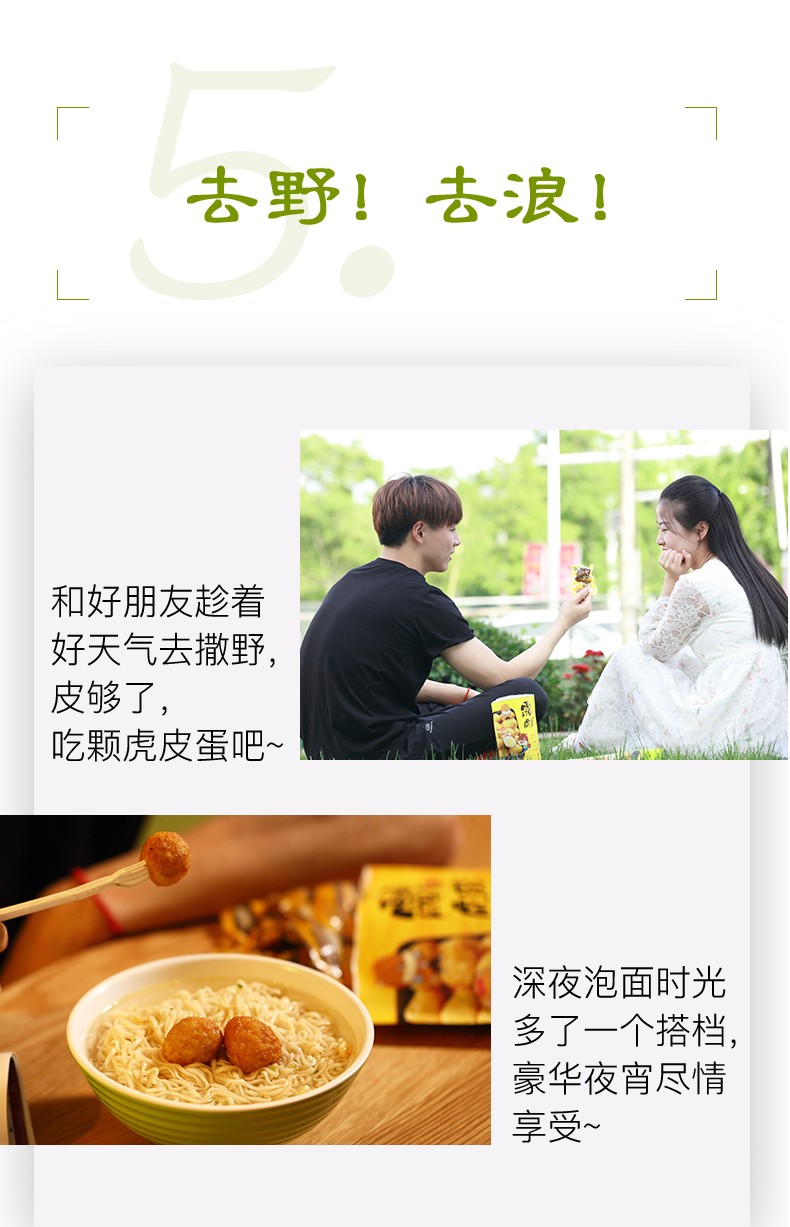 5.
去野！去浪！
和好朋友趁着
好天气去撒野，
皮够了，
吃颗虎皮蛋吧~
深夜泡面时光
多了一个搭档，
豪华夜宵尽情
享受~